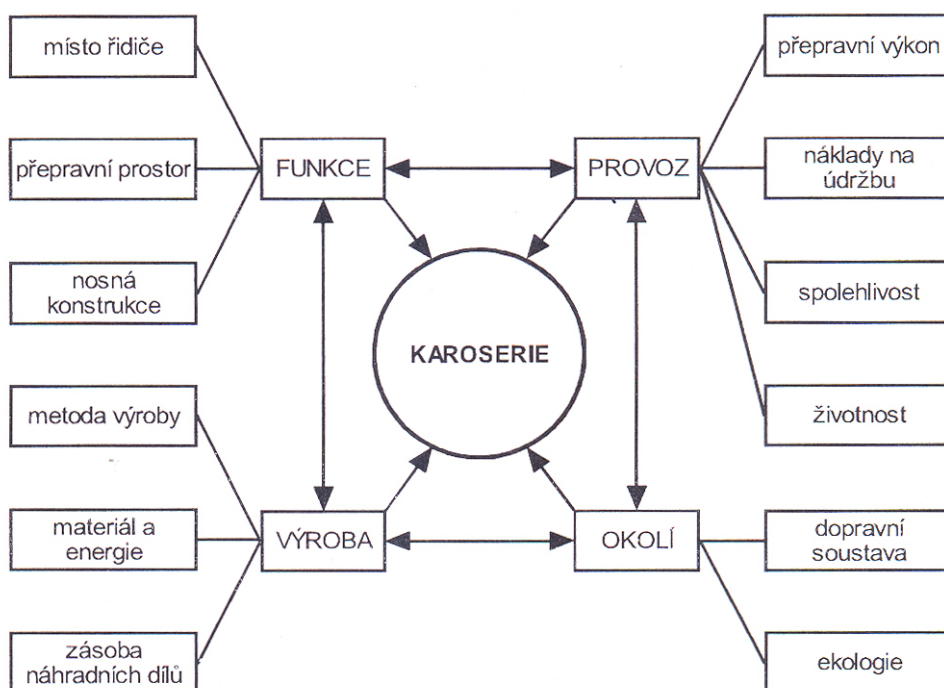 místo řidiče
přepravní výkon
přepravní prostor
FUNKCE
PROVOZ
náklady na
údržbu
nosná
konstrukce
spolehlivost
KAROSERIE
metoda výroby
životnost
materiál a
energie
VÝROBA
OKOLÍ
dopravní
soustava
zásoba
náhradních dílů
ekologie